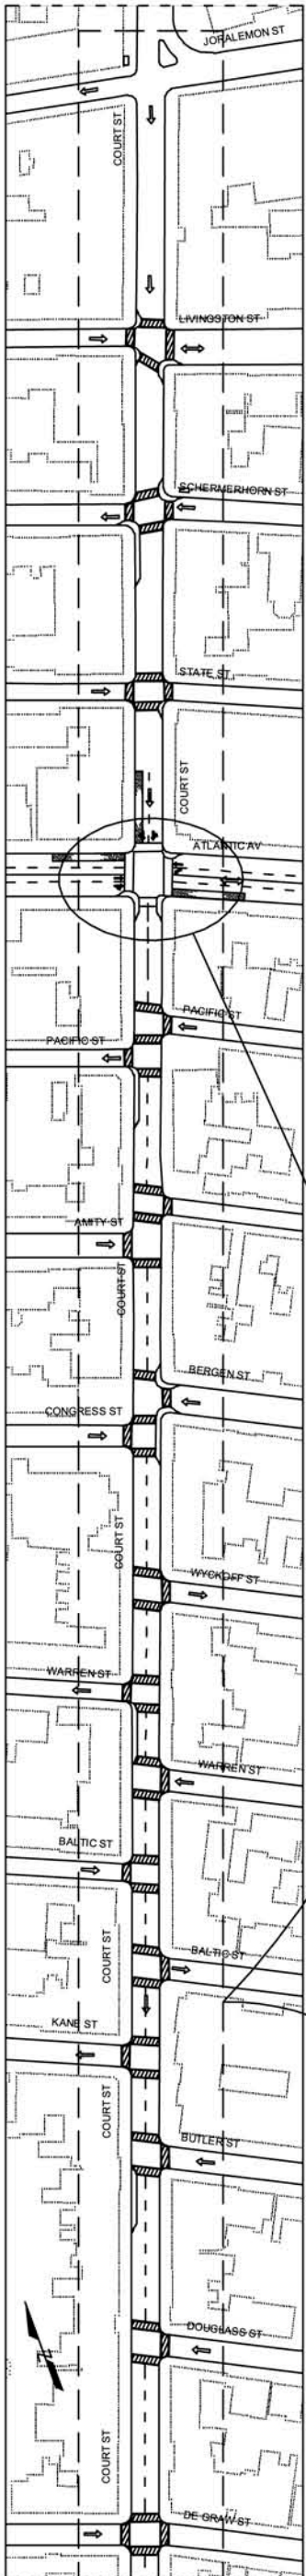 JORALEMON ST
COURT ST
LIVINGSTON ST
SCHERMERHORN ST
STATE ST
COURT ST
ATLANTIC AV
PACIFIC ST
PACIFIC ST
AMITY ST
COURT ST
BERGEN ST
CONGRESS ST
COURT ST
WYCKOFF ST
WARREN ST
WARREN ST
BALTIC ST
COURT ST
BALTIC ST
KANE ST
COURT ST
BUTLER ST
DOUGLASS ST
COURT ST
DE GRAW ST